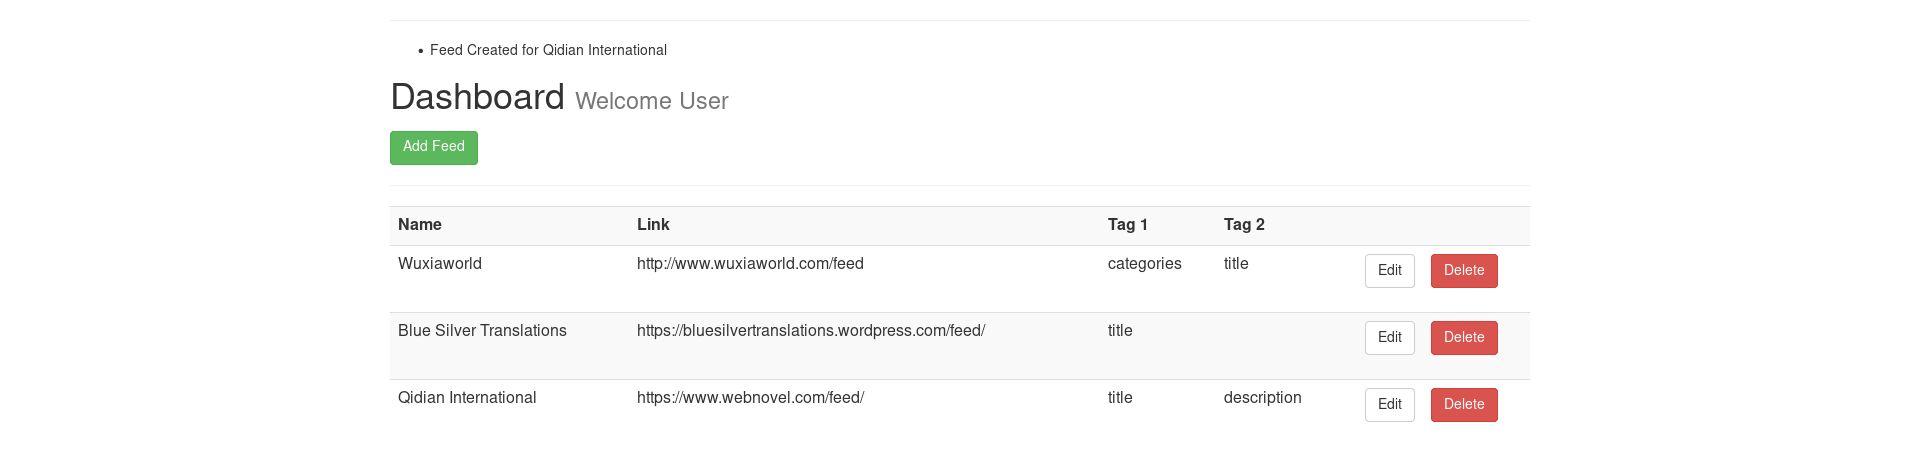 • Feed Created for Qidian International
Dashboard Welcome User
Add Feed
Name Link Tag 1 Tag 2
Wuxiaworld http://www.wuxiaworld.com/feed categories title Edit Delete
Blue Silver Translations https://bluesilvertranslations.wordpress.com/feed/ title Edit Delete
Qidian International https://www.webnovel.com/feed/ title description Edit Delete